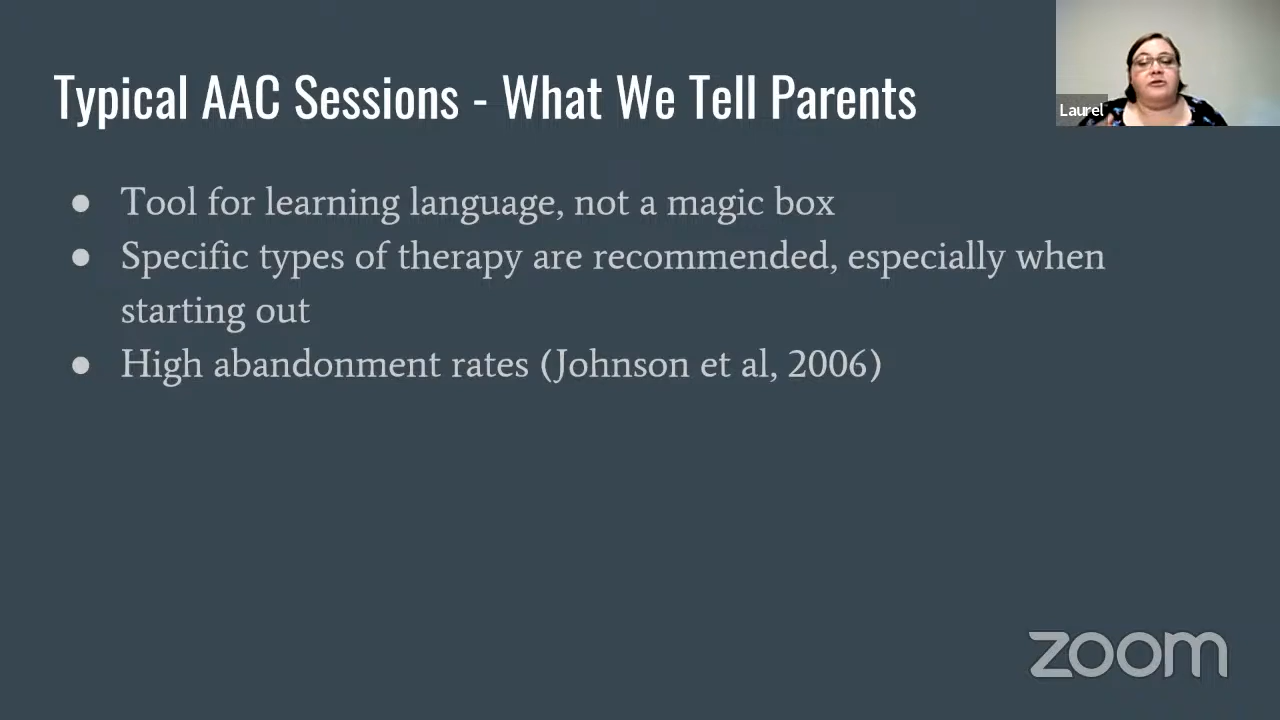 Typical AAC Sessions - What We Tell Parents
Laurel
● Tool for learning language, not a magic box
● Specific types of therapy are recommended, especially when
starting out
● High abandonment rates (Johnson et al, 2006)
zoom